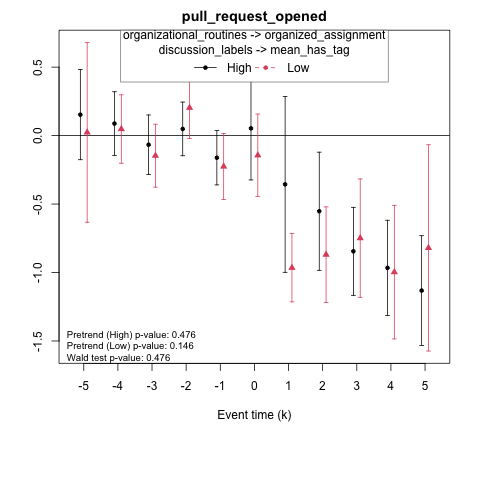 pull_request_opened
organizational_routines -> organized_assignment
discussion_labels -> mean_has_tag
High Low
0.5
0.0
-0.5
-1.0
-1.5
Pretrend (High) p-value: 0.476
Pretrend (Low) p-value: 0.146
Wald test p-value: 0.476
-5 -4 -3 -2 -1 0 1 2 3 4 5
Event time (k)